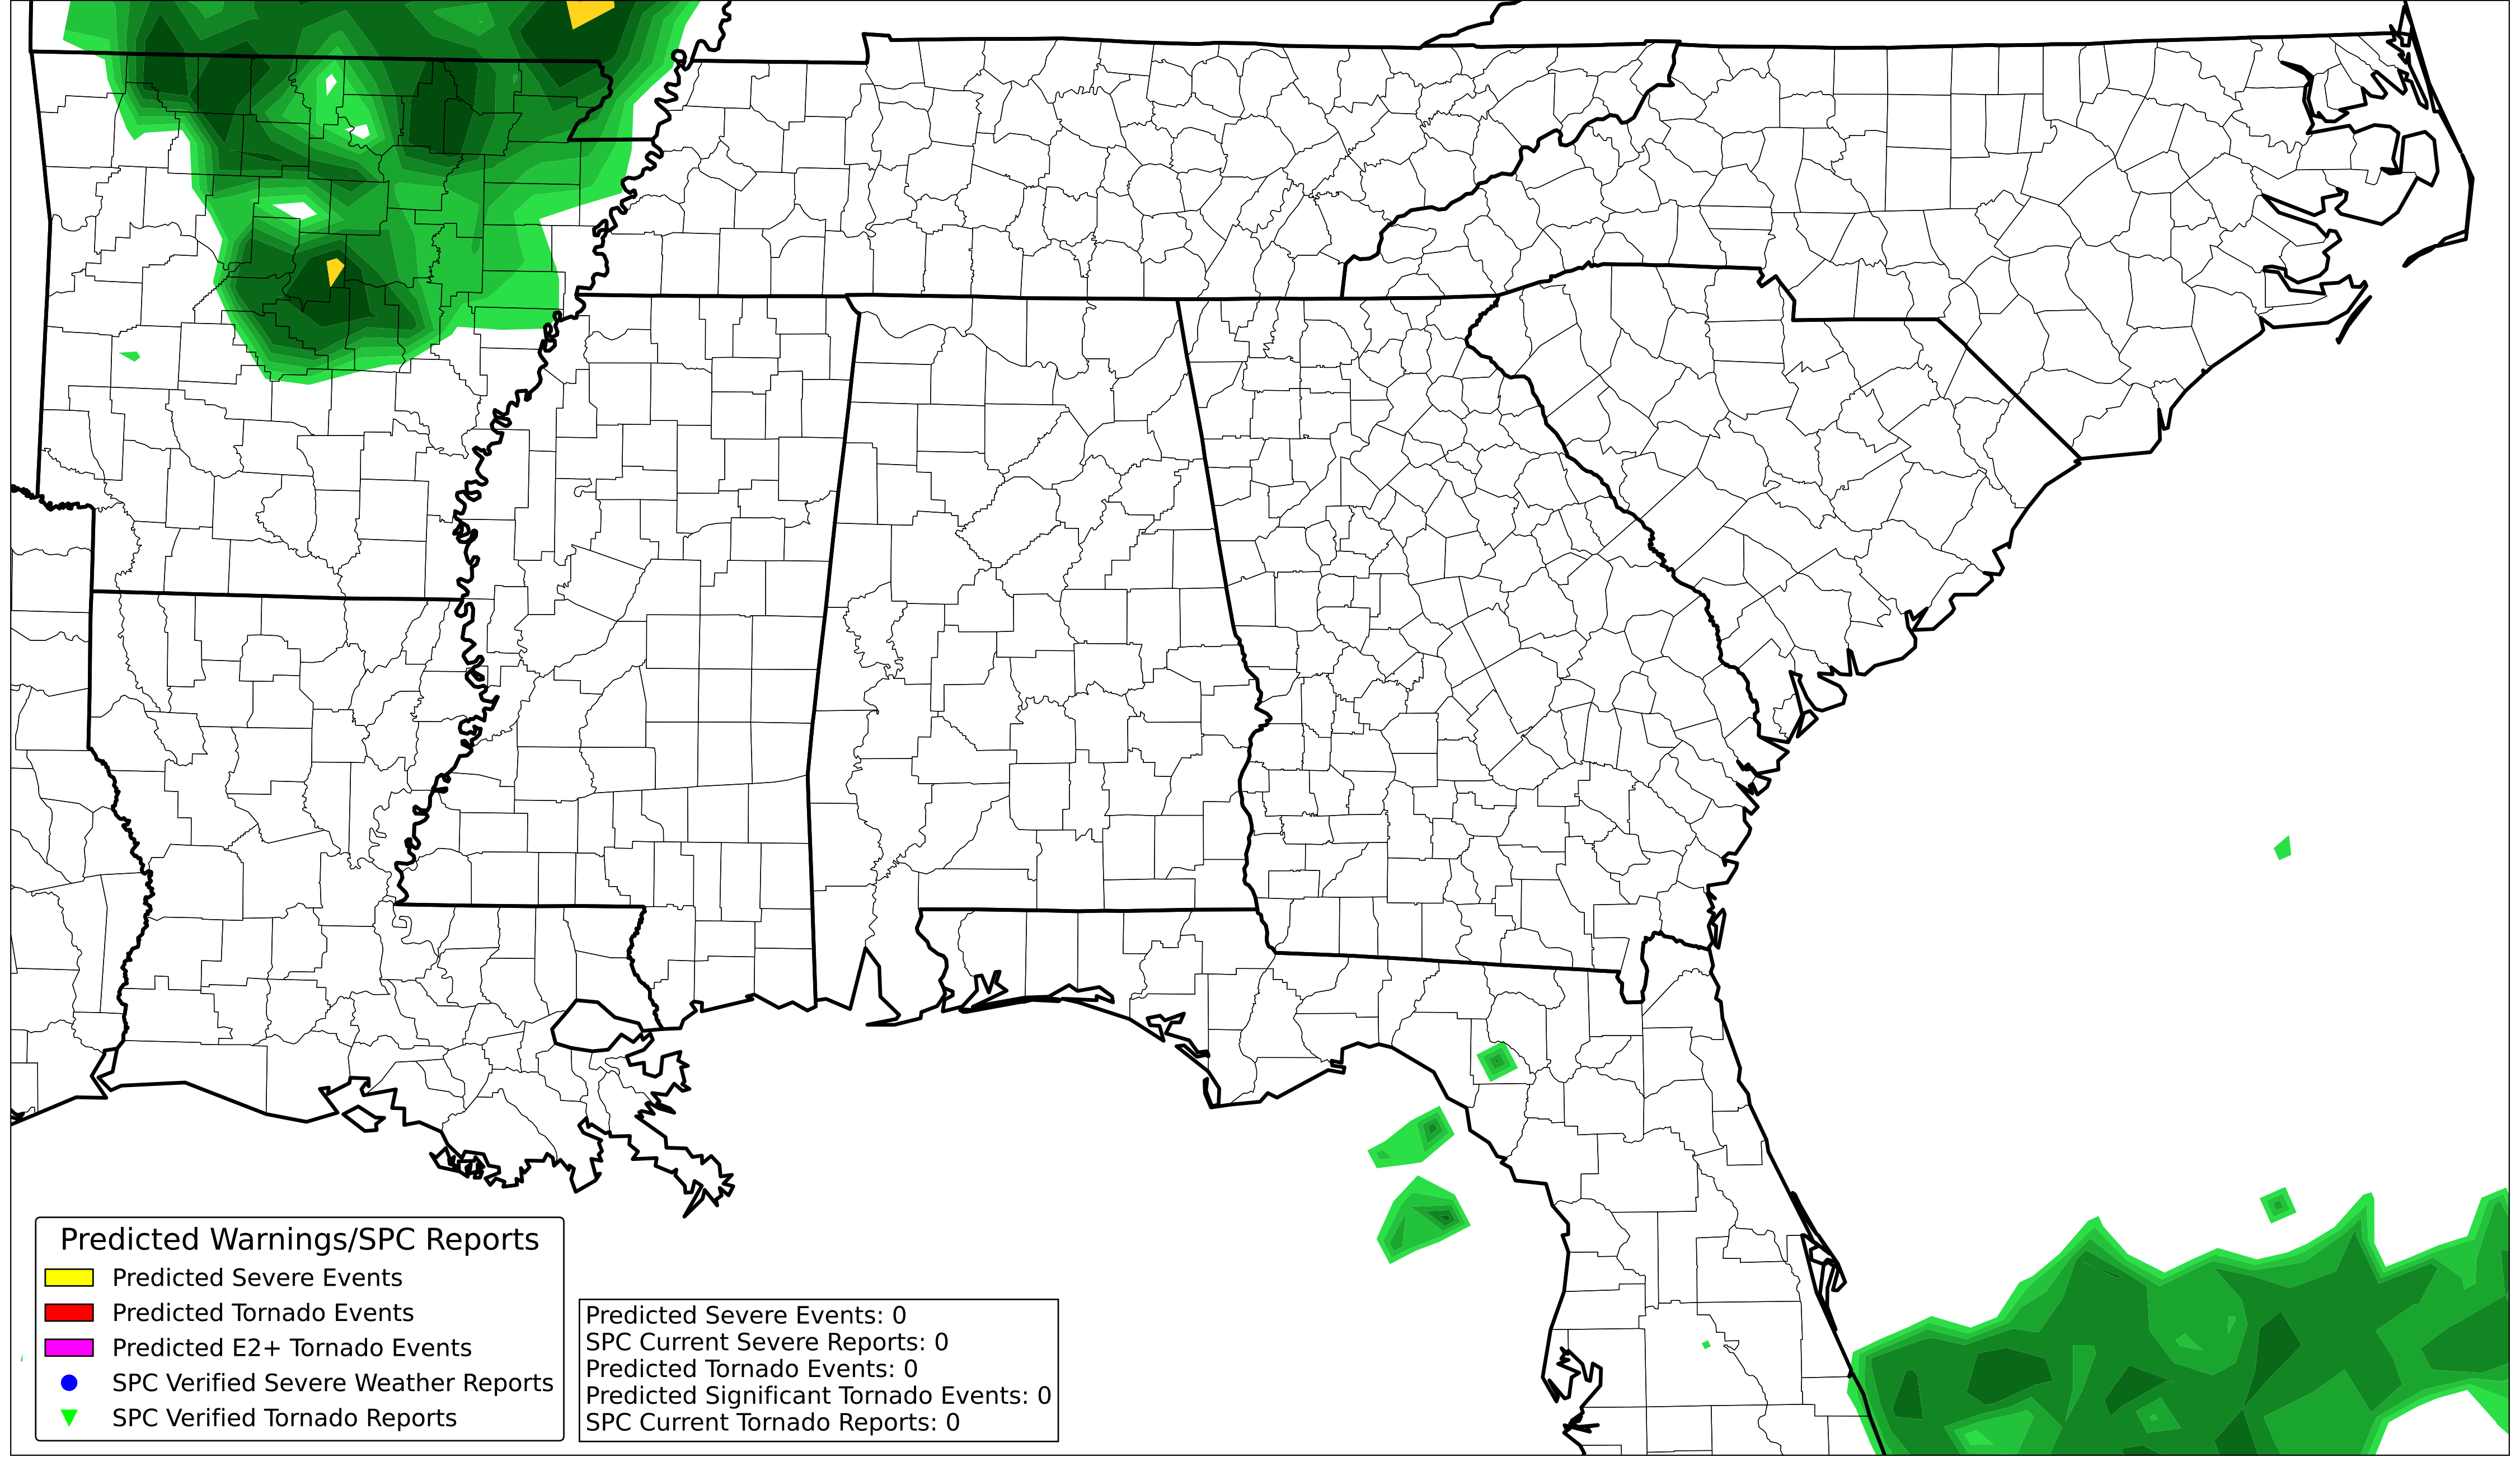 Predicted Warnings/SPC Reports
Predicted Severe Events
Predicted Tornado Events
Predicted E2+ Tornado Events
SPC Verified Severe Weather Reports
SPC Verified Tornado Reports
Predicted Severe Events: 0
SPC Current Severe Reports: 0
Predicted Tornado Events: 0
Predicted Significant Tornado Events: 0
SPC Current Tornado Reports: 0